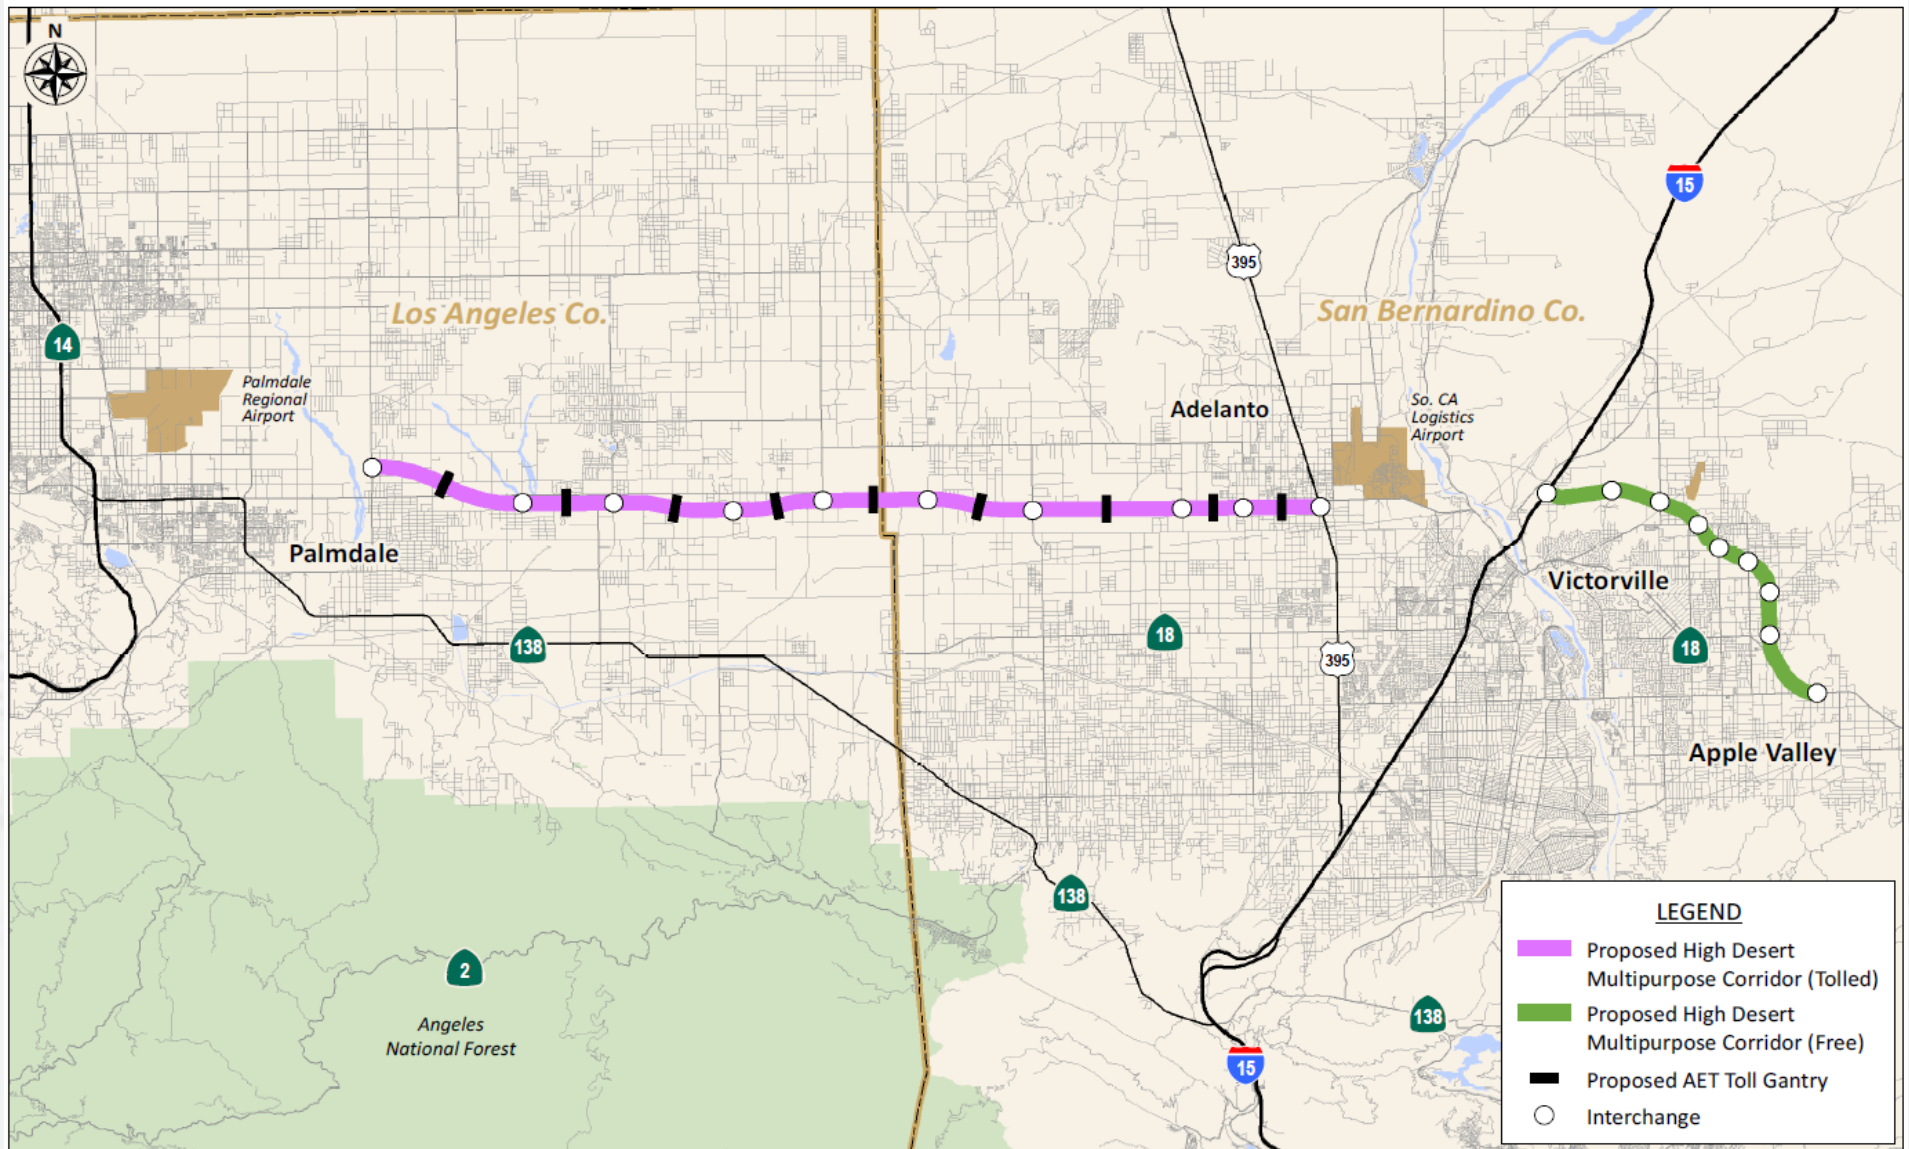 N
15
395
Los Angeles Co.
San Bernardino Co.
14
Palmdale
Regional
Airport
Adelanto
So. CA
Logistics
Airport
Palmdale
Victorville
138
18
395
18
Apple Valley
138
2
Angeles
National Forest
138
15
LEGEND
Proposed High Desert
Multipurpose Corridor (Tolled)
Proposed High Desert
Multipurpose Corridor (Free)
Proposed AET Toll Gantry
Interchange